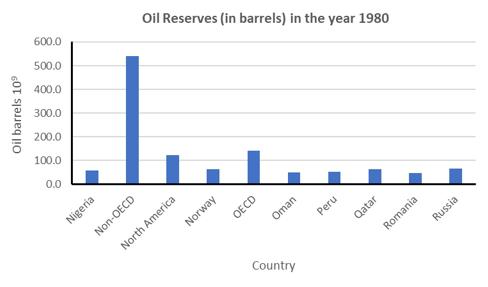 Oil Reserves (in barrels) in the year 1980
Oil barrels 10⁹
600.0
500.0
400.0
300.0
200.0
100.0
0.0
Nigeria
Non-OECD
North America
Norway
OECD
Oman
Peru
Qatar
Romania
Russia
Country